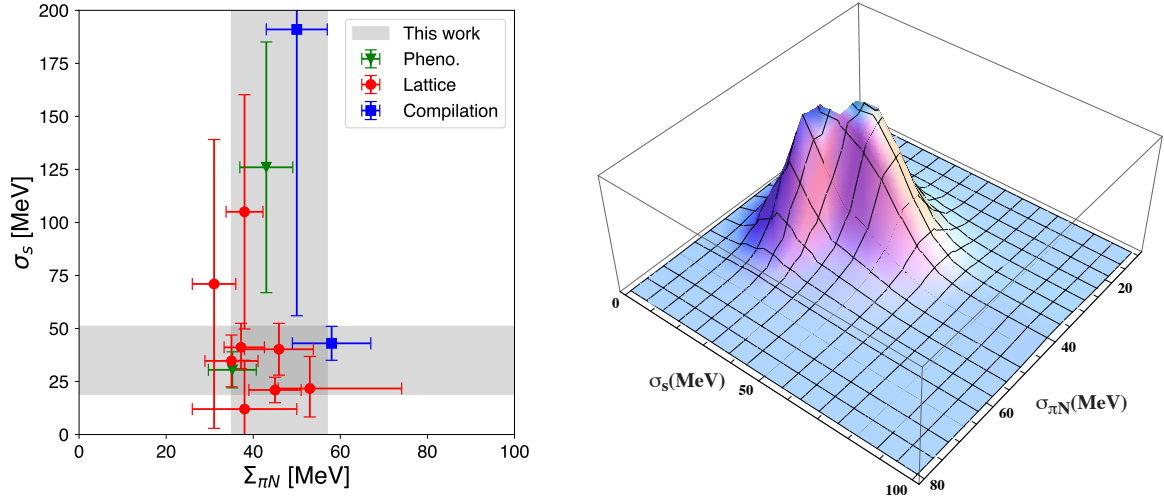 200
175
150
125
100
75
50
25
0
σs [MeV]
0 20 40 60 80 100
ΣπN [MeV]
This work
Pheno.
Lattice
Compilation
0
50
100
σs(MeV)
20
40
60
80
σπN(MeV)